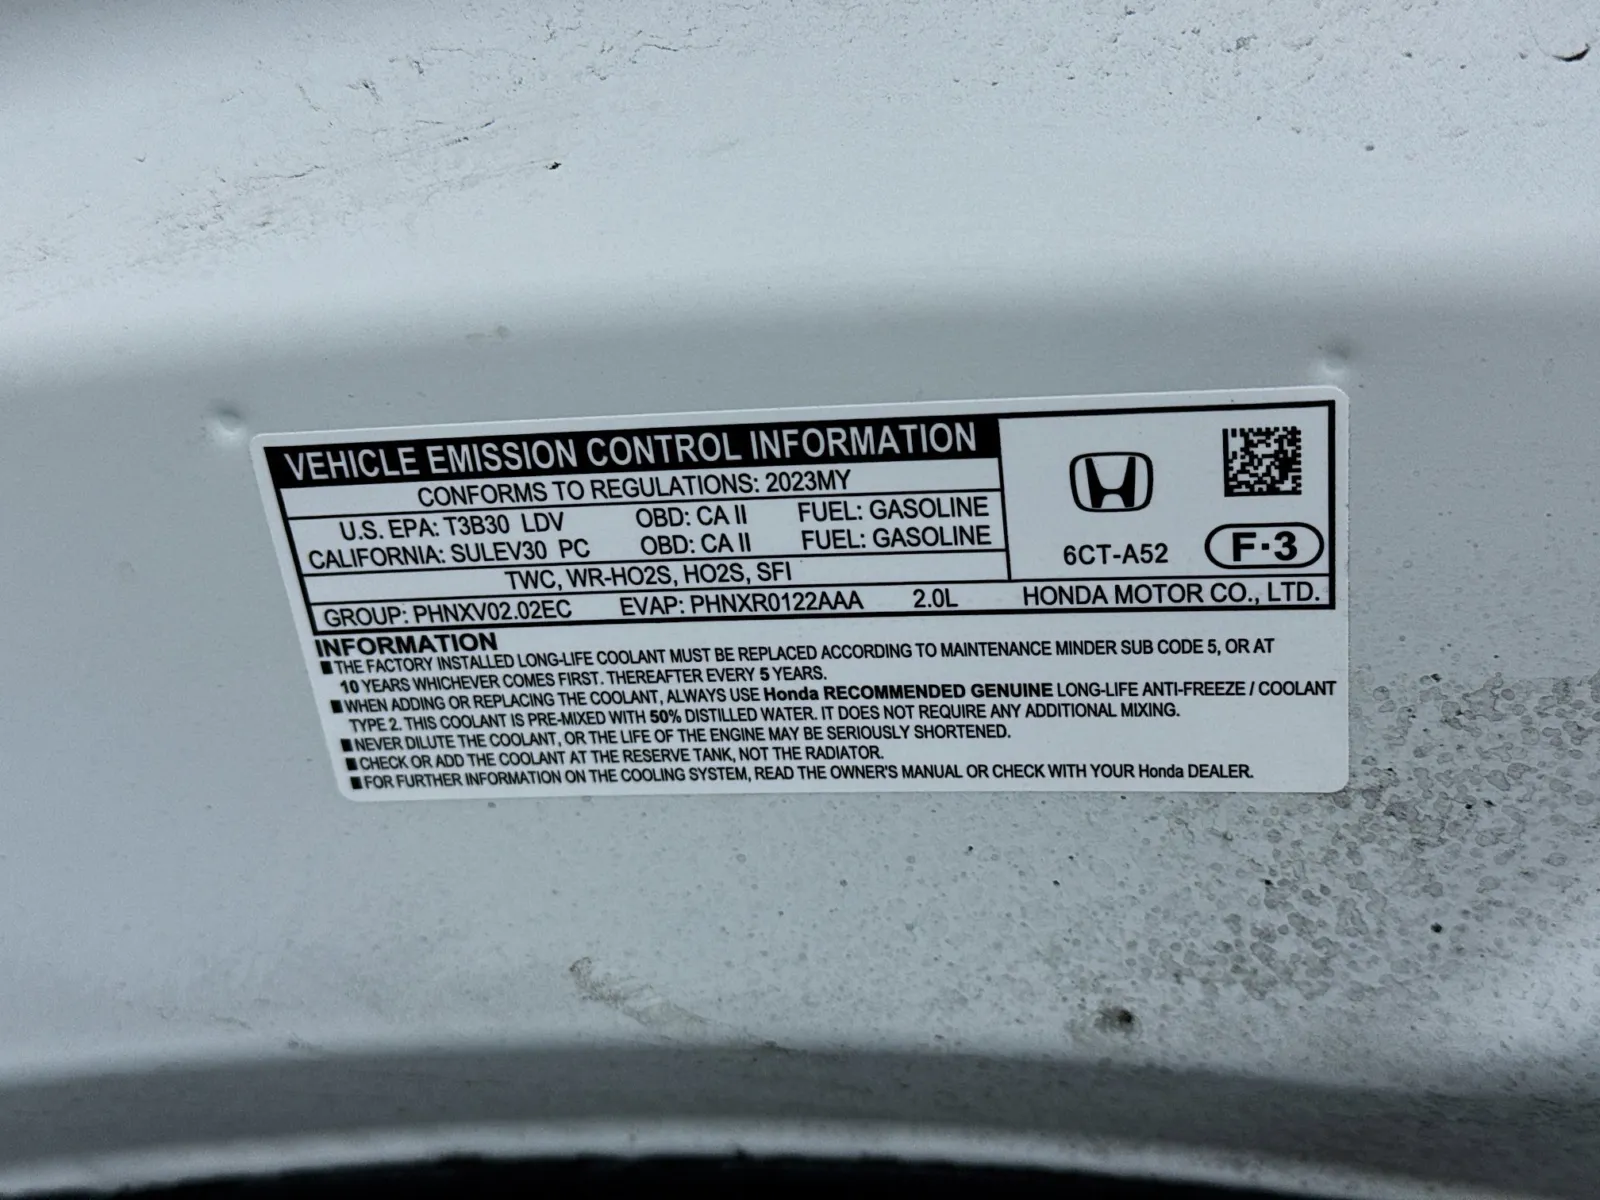 VEHICLE EMISSION CONTROL INFORMATION
CONFORMS TO REGULATIONS: 2023MY
U.S. EPA: T3B30 LDV OBD: CA II FUEL: GASOLINE
CALIFORNIA: SULEV30 PC OBD: CA II FUEL: GASOLINE
TWC, WR-HO2S, HO2S, SFI
6CT-A52 F·3
GROUP: PHNXV02.02EC EVAP: PHNXR0122AAA 2.0L HONDA MOTOR CO., LTD.
INFORMATION
■ THE FACTORY INSTALLED LONG-LIFE COOLANT MUST BE REPLACED ACCORDING TO MAINTENANCE MINDER SUB CODE 5, OR AT
10 YEARS WHICHEVER COMES FIRST. THEREAFTER EVERY 5 YEARS.
■ WHEN ADDING OR REPLACING THE COOLANT, ALWAYS USE Honda RECOMMENDED GENUINE LONG-LIFE ANTI-FREEZE / COOLANT
TYPE 2. THIS COOLANT IS PRE-MIXED WITH 50% DISTILLED WATER. IT DOES NOT REQUIRE ANY ADDITIONAL MIXING.
■ NEVER DILUTE THE COOLANT, OR THE LIFE OF THE ENGINE MAY BE SERIOUSLY SHORTENED.
■ CHECK OR ADD THE COOLANT AT THE RESERVE TANK, NOT THE RADIATOR.
■ FOR FURTHER INFORMATION ON THE COOLING SYSTEM, READ THE OWNER'S MANUAL OR CHECK WITH YOUR Honda DEALER.